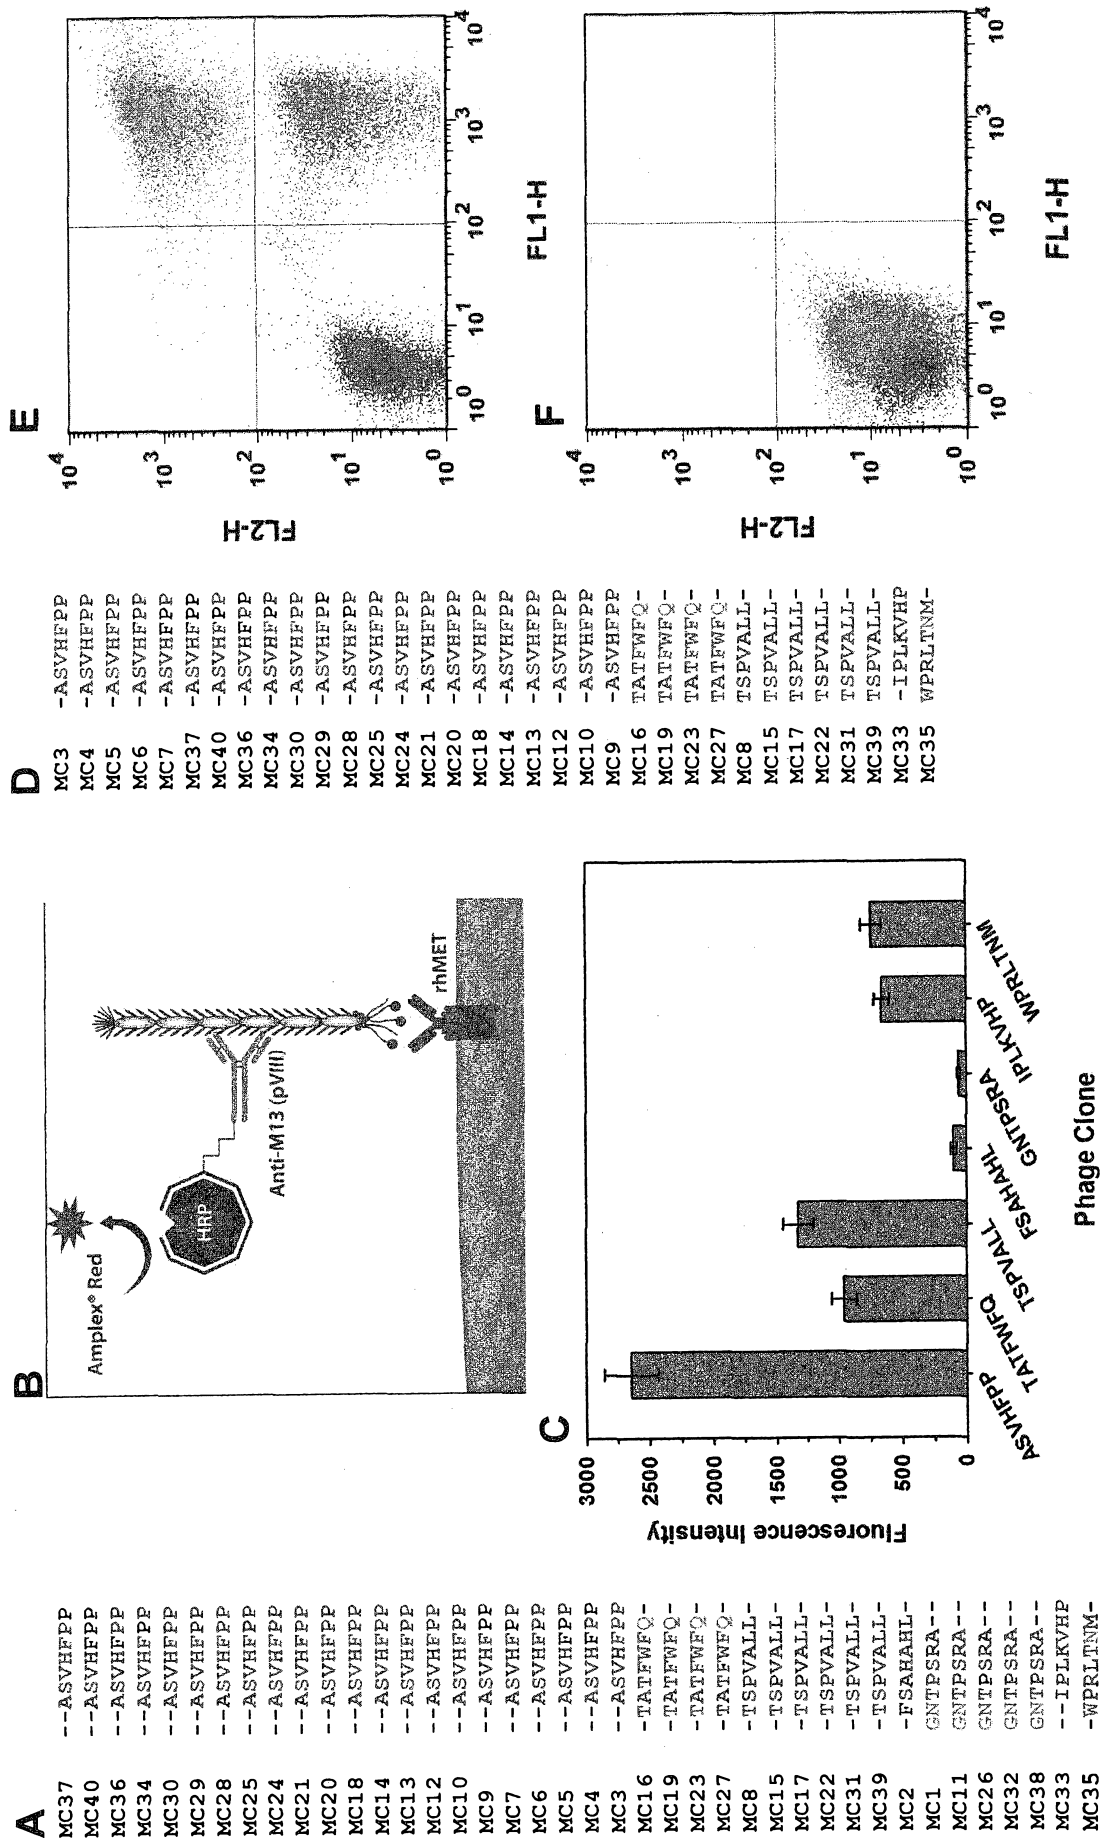 A
MC37 --ASVHFPP
MC40 --ASVHFPP
MC36 --ASVHFPP
MC34 --ASVHFPP
MC30 --ASVHFPP
MC29 --ASVHFPP
MC28 --ASVHFPP
MC25 --ASVHFPP
MC24 --ASVHFPP
MC21 --ASVHFPP
MC20 --ASVHFPP
MC18 --ASVHFPP
MC14 --ASVHFPP
MC13 --ASVHFPP
MC12 --ASVHFPP
MC10 --ASVHFPP
MC9 --ASVHFPP
MC7 --ASVHFPP
MC6 --ASVHFPP
MC5 --ASVHFPP
MC4 --ASVHFPP
MC3 --ASVHFPP
MC16 -TATFWFQ-
MC19 -TATFWFQ-
MC23 -TATFWFQ-
MC27 -TATFWFQ-
MC8 -TSPVALL-
MC15 -TSPVALL-
MC17 -TSPVALL-
MC22 -TSPVALL-
MC31 -TSPVALL-
MC39 -TSPVALL-
MC2 -FSAHAHL-
MC1 GNTPSRA--
MC11 GNTPSRA--
MC26 GNTPSRA--
MC32 GNTPSRA--
MC38 GNTPSRA--
MC33 --IPLKVHP
MC35 -WPRLTNM-
B
Amplex® Red
HRP
Anti-M13 (pVIII)
rhMET
C
Fluorescence Intensity
3000
2500
2000
1500
1000
500
0
ASVHFPP
TATFWFQ
TSPVALL
FSAHAHL
GNTPSRA
IPLKVHP
WPRLTNM
Phage Clone
D
MC3 -ASVHFPP
MC4 -ASVHFPP
MC5 -ASVHFPP
MC6 -ASVHFPP
MC7 -ASVHFPP
MC37 -ASVHFPP
MC40 -ASVHFPP
MC36 -ASVHFPP
MC34 -ASVHFPP
MC30 -ASVHFPP
MC29 -ASVHFPP
MC28 -ASVHFPP
MC25 -ASVHFPP
MC24 -ASVHFPP
MC21 -ASVHFPP
MC20 -ASVHFPP
MC18 -ASVHFPP
MC14 -ASVHFPP
MC13 -ASVHFPP
MC12 -ASVHFPP
MC10 -ASVHFPP
MC9 -ASVHFPP
MC16 TATFWFQ-
MC19 TATFWFQ-
MC23 TATFWFQ-
MC27 TATFWFQ-
MC8 TSPVALL-
MC15 TSPVALL-
MC17 TSPVALL-
MC22 TSPVALL-
MC31 TSPVALL-
MC39 TSPVALL-
MC33 -IPLKVHP
MC35 WPRLTNM-
E
FL2-H
10^4
10^3
10^2
10^1
10^0
10^0 10^1 10^2 10^3 10^4
FL1-H
F
FL2-H
10^4
10^3
10^2
10^1
10^0
10^0 10^1 10^2 10^3 10^4
FL1-H